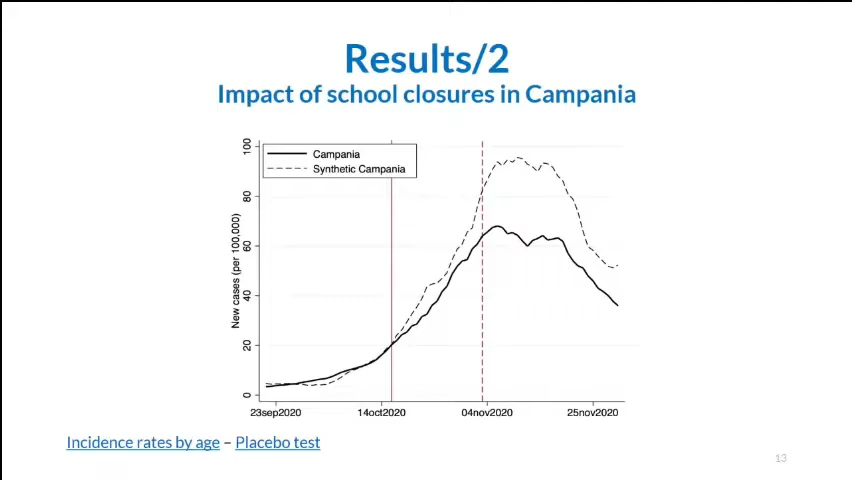 Results/2
Impact of school closures in Campania
Campania
Synthetic Campania
New cases (per 100,000)
100
80
60
40
20
0
23sep2020
14oct2020
04nov2020
25nov2020
Incidence rates by age – Placebo test
13